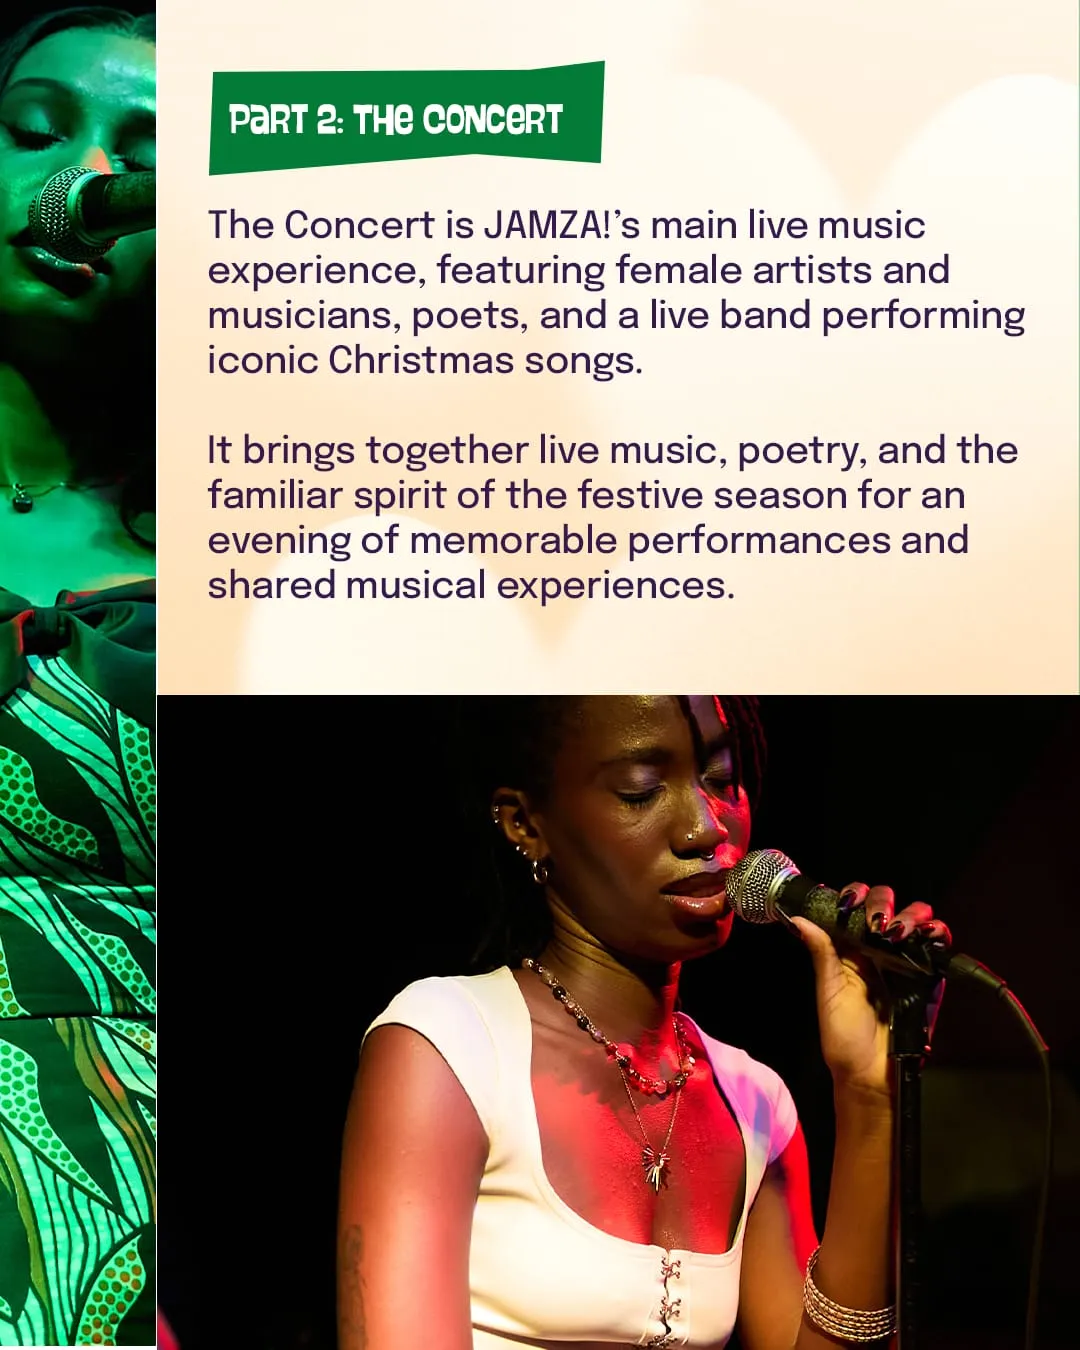 PART 2: THE CONCERT
The Concert is JAMZA!’s main live music
experience, featuring female artists and
musicians, poets, and a live band performing
iconic Christmas songs.
It brings together live music, poetry, and the
familiar spirit of the festive season for an
evening of memorable performances and
shared musical experiences.